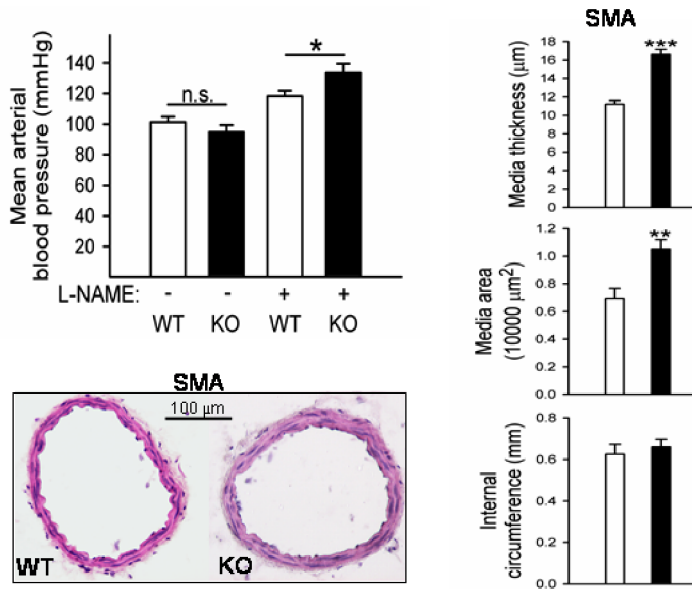 Mean arterial
blood pressure (mmHg)
140
120
100
80
60
40
20
n.s.
*
L-NAME: - - + +
WT KO WT KO
SMA
100 µm
WT KO
SMA
Media thickness (µm)
18
16
14
12
10
8
6
4
2
0
***
Media area
(10000 µm²)
1.2
1.0
0.8
0.6
0.4
0.2
0.0
**
Internal
circumference (mm)
0.8
0.6
0.4
0.2
0.0